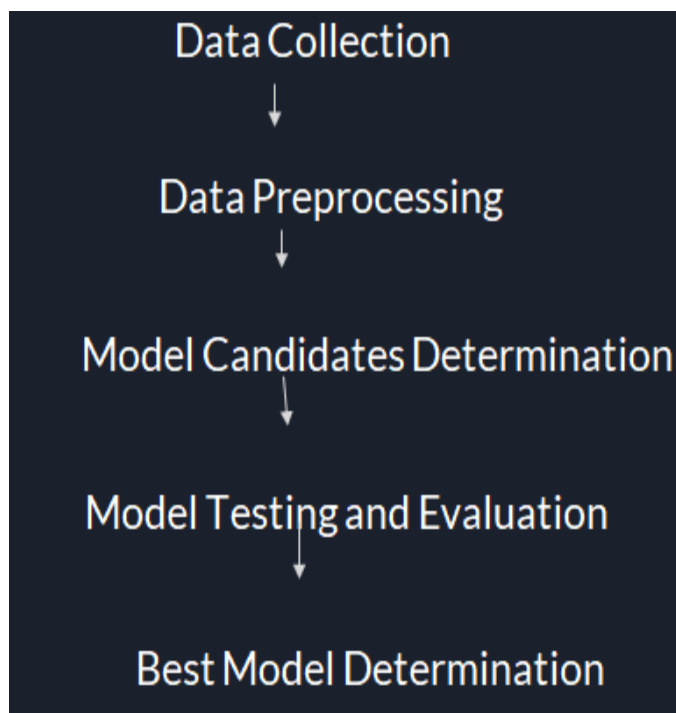 Data Collection
Data Preprocessing
Model Candidates Determination
Model Testing and Evaluation
Best Model Determination